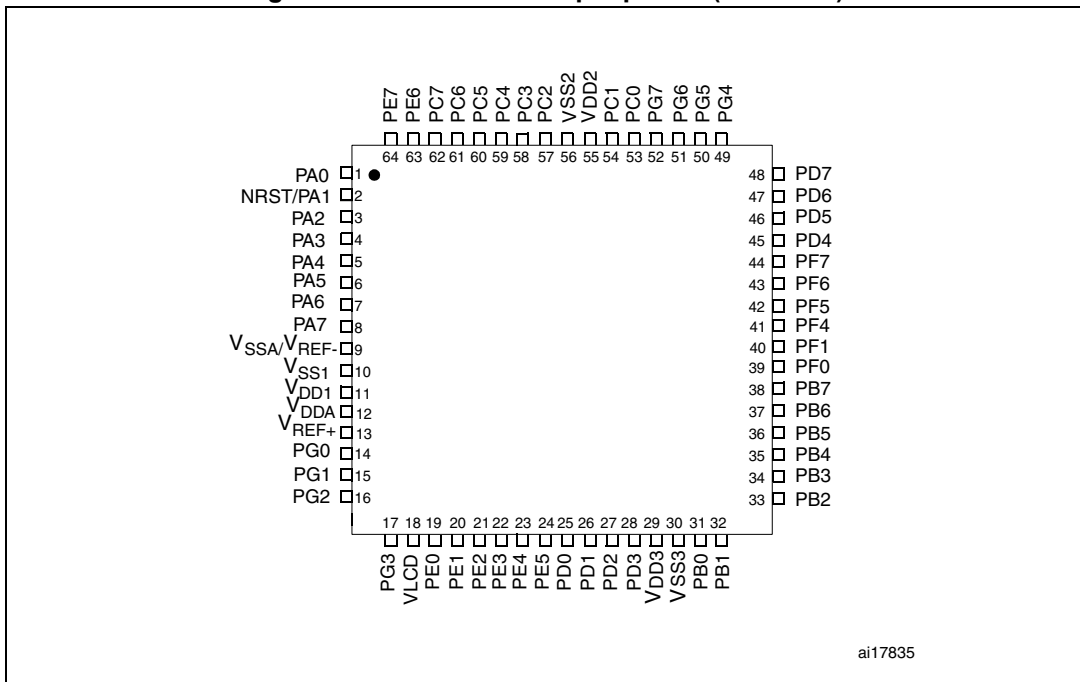 PE7 PE6 PC7 PC6 PC5 PC4 PC3 PC2 VSS2 VDD2 PC1 PC0 PG7 PG6 PG5 PG4
64 63 62 61 60 59 58 57 56 55 54 53 52 51 50 49
PA0 1
NRST/PA1 2
PA2 3
PA3 4
PA4 5
PA5 6
PA6 7
PA7 8
VSSA/VREF- 9
VSS1 10
VDD1 11
VDDA 12
VREF+ 13
PG0 14
PG1 15
PG2 16
48 PD7
47 PD6
46 PD5
45 PD4
44 PF7
43 PF6
42 PF5
41 PF4
40 PF1
39 PF0
38 PB7
37 PB6
36 PB5
35 PB4
34 PB3
33 PB2
17 18 19 20 21 22 23 24 25 26 27 28 29 30 31 32
PG3 VLCD PE0 PE1 PE2 PE3 PE4 PE5 PD0 PD1 PD2 PD3 VDD3 VSS3 PB0 PB1
ai17835